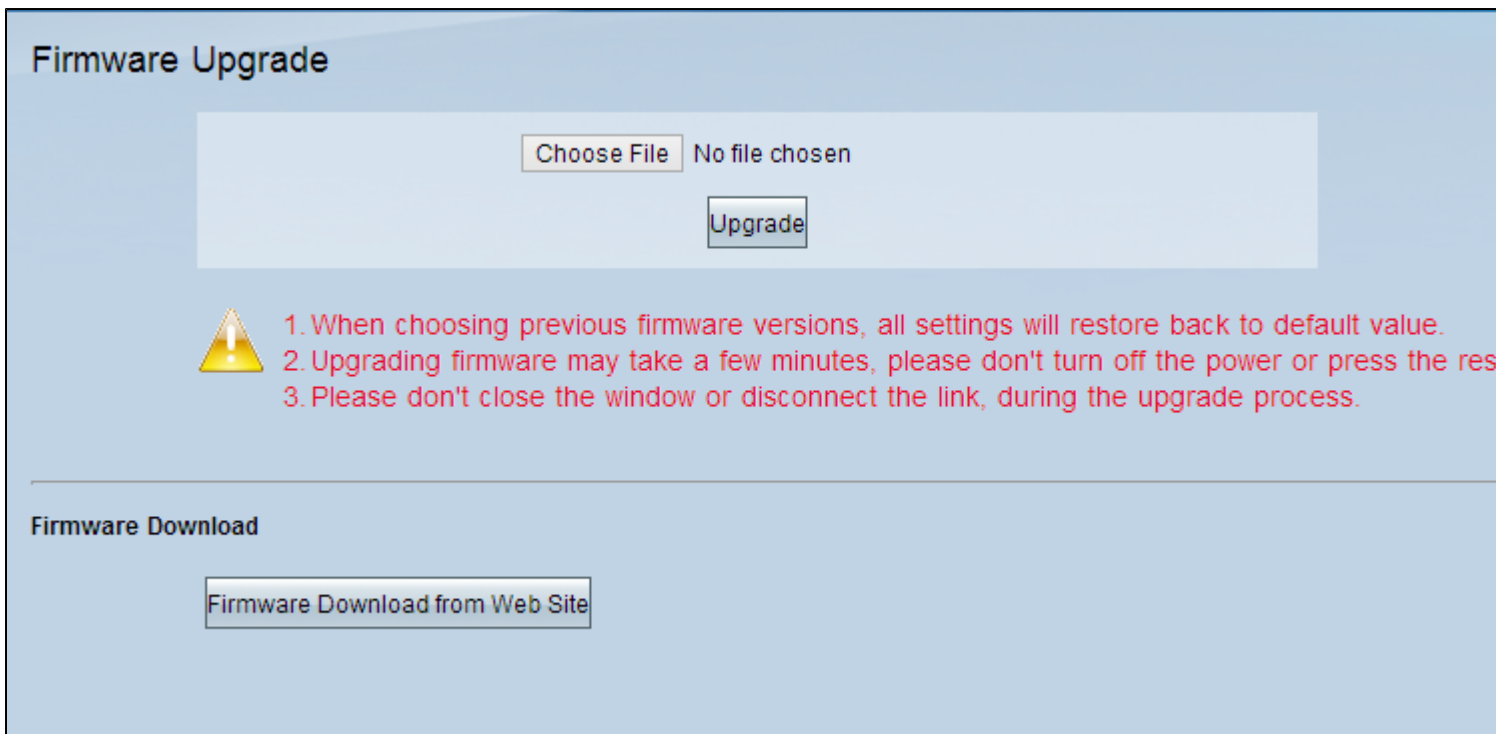 Firmware Upgrade
Choose File No file chosen
Upgrade
1. When choosing previous firmware versions, all settings will restore back to default value.
2. Upgrading firmware may take a few minutes, please don't turn off the power or press the
3. Please don't close the window or disconnect the link, during the upgrade process.
Firmware Download
Firmware Download from Web Site